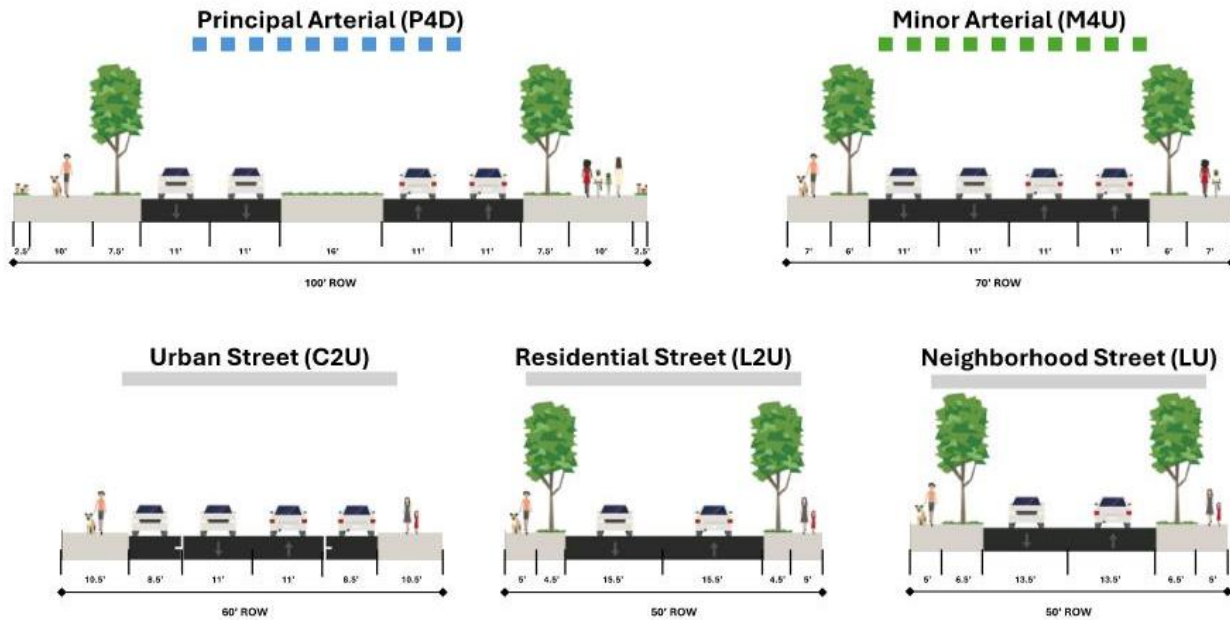 Principal Arterial (P4D)
Minor Arterial (M4U)
2.5' 10' 7.5' 11' 11' 16' 11' 11' 7.5' 10' 2.5'
100' ROW
7' 6' 11' 11' 11' 11' 6' 7'
70' ROW
Urban Street (C2U)
Residential Street (L2U)
Neighborhood Street (LU)
10.5' 8.5' 11' 11' 8.5' 10.5'
60' ROW
5' 4.5' 15.5' 15.5' 4.5' 5'
50' ROW
5' 6.5' 13.5' 13.5' 6.5' 5'
50' ROW